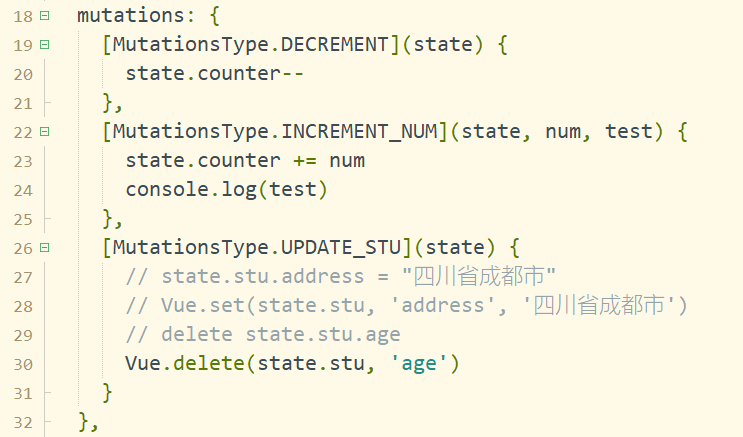 18 mutations: {
19 [MutationsType.DECREMENT](state) {
20 state.counter--
21 },
22 [MutationsType.INCREMENT_NUM](state, num, test) {
23 state.counter += num
24 console.log(test)
25 },
26 [MutationsType.UPDATE_STU](state) {
27 // state.stu.address = "四川省成都市"
28 // Vue.set(state.stu, 'address', '四川省成都市')
29 // delete state.stu.age
30 Vue.delete(state.stu, 'age')
31 }
32 },